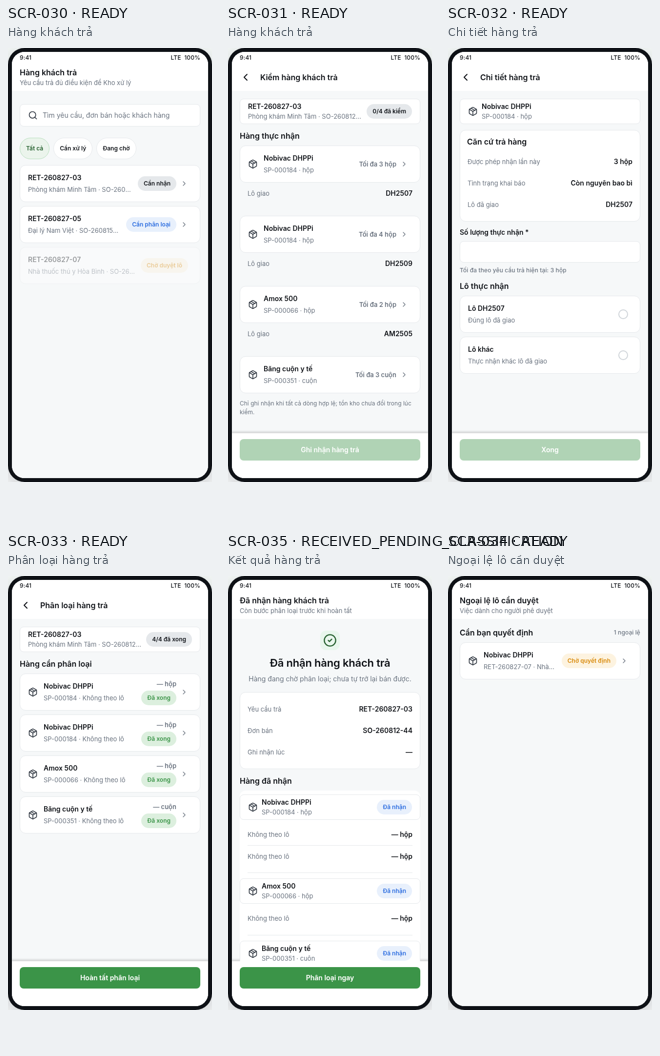 SCR-030 · READY
Hàng khách trả
9:41
LTE 100%
Hàng khách trả
Yêu cầu trả đủ điều kiện để Kho xử lý
Tìm yêu cầu, đơn bán hoặc khách hàng
Tất cả
Cần xử lý
Đang chờ
RET-260827-03
Phòng khám Minh Tâm · SO-260...
Cần nhận
RET-260827-05
Đại lý Nam Việt · SO-260815...
Cần phân loại
RET-260827-07
Nhà thuốc thú y Hòa Bình · SO-26...
Chờ duyệt lô
SCR-031 · READY
Hàng khách trả
9:41
LTE 100%
Kiểm hàng khách trả
RET-260827-03
Phòng khám Minh Tâm · SO-260812...
0/4 đã kiểm
Hàng thực nhận
Nobivac DHPPi
SP-000184 · hộp
Tối đa 3 hộp
Lô giao
DH2507
Nobivac DHPPi
SP-000184 · hộp
Tối đa 4 hộp
Lô giao
DH2509
Amox 500
SP-000066 · hộp
Tối đa 2 hộp
Lô giao
AM2505
Băng cuộn y tế
SP-000351 · cuộn
Tối đa 3 cuộn
Chỉ ghi nhận khi tất cả dòng hợp lệ; tồn kho chưa đổi trong lúc
kiểm.
Ghi nhận hàng trả
SCR-032 · READY
Chi tiết hàng trả
9:41
LTE 100%
Chi tiết hàng trả
Nobivac DHPPi
SP-000184 · hộp
Căn cứ trả hàng
Được phép nhận lần này
3 hộp
Tình trạng khai báo
Còn nguyên bao bì
Lô đã giao
DH2507
Số lượng thực nhận *
Tối đa theo yêu cầu trả hiện tại: 3 hộp
Lô thực nhận
Lô DH2507
Đúng lô đã giao
Lô khác
Thực nhận khác lô đã giao
Xong
SCR-033 · READY
Phân loại hàng trả
9:41
LTE 100%
Phân loại hàng trả
RET-260827-03
Phòng khám Minh Tâm · SO-260812...
4/4 đã xong
Hàng cần phân loại
Nobivac DHPPi
SP-000184 · Không theo lô
— hộp
Đã xong
Nobivac DHPPi
SP-000184 · Không theo lô
— hộp
Đã xong
Amox 500
SP-000066 · Không theo lô
— hộp
Đã xong
Băng cuộn y tế
SP-000351 · Không theo lô
— cuộn
Đã xong
Hoàn tất phân loại
SCR-035 · RECEIVED_PENDING_
Kết quả hàng trả
9:41
LTE 100%
Đã nhận hàng khách trả
Còn bước phân loại trước khi hoàn tất
Đã nhận hàng khách trả
Hàng đang chờ phân loại; chưa tự trở lại bán được.
Yêu cầu trả
RET-260827-03
Đơn bán
SO-260812-44
Ghi nhận lúc
—
Hàng đã nhận
Nobivac DHPPi
SP-000184 · hộp
Đã nhận
Không theo lô
— hộp
Không theo lô
— hộp
Amox 500
SP-000066 · hộp
Đã nhận
Không theo lô
— hộp
Băng cuộn y tế
SP-000351 · cuộn
Đã nhận
Phân loại ngay
SCR-034 · READY
Ngoại lệ lô cần duyệt
9:41
LTE 100%
Ngoại lệ lô cần duyệt
Việc dành cho người phê duyệt
Cần bạn quyết định
1 ngoại lệ
Nobivac DHPPi
RET-260827-07 · Nhà...
Chờ quyết định